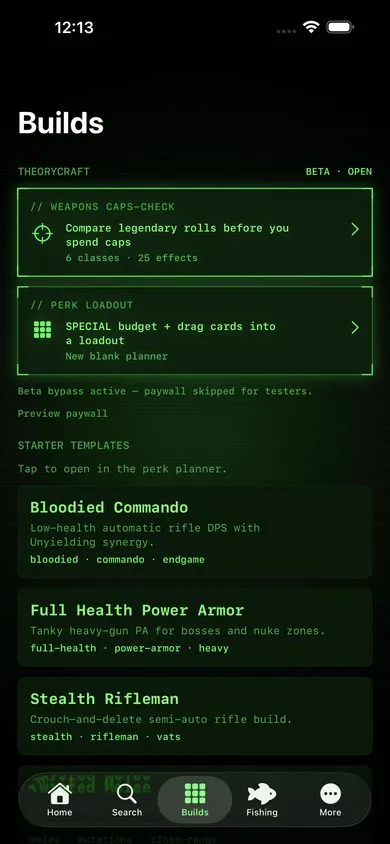 12:13
Builds
THEORYCRAFT
BETA · OPEN
// WEAPONS CAPS-CHECK
Compare legendary rolls before you
spend caps
6 classes · 25 effects
// PERK LOADOUT
SPECIAL budget + drag cards into
a loadout
New blank planner
Beta bypass active — paywall skipped for testers.
Preview paywall
STARTER TEMPLATES
Tap to open in the perk planner.
Bloodied Commando
Low-health automatic rifle DPS with
Unyielding synergy.
bloodied · commando · endgame
Full Health Power Armor
Tanky heavy-gun PA for bosses and nuke zones.
full-health · power-armor · heavy
Stealth Rifleman
Crouch-and-delete semi-auto rifle build.
stealth · rifleman · vats
Home
Search
Builds
Fishing
More
melee · mutations · close-range